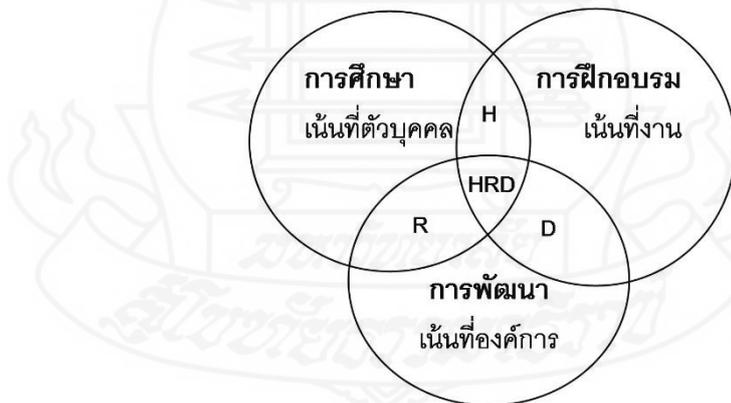 การศึกษา
เน้นที่ตัวบุคคล
H
การฝึกอบรม
เน้นที่งาน
HRD
R
D
การพัฒนา
เน้นที่องค์การ